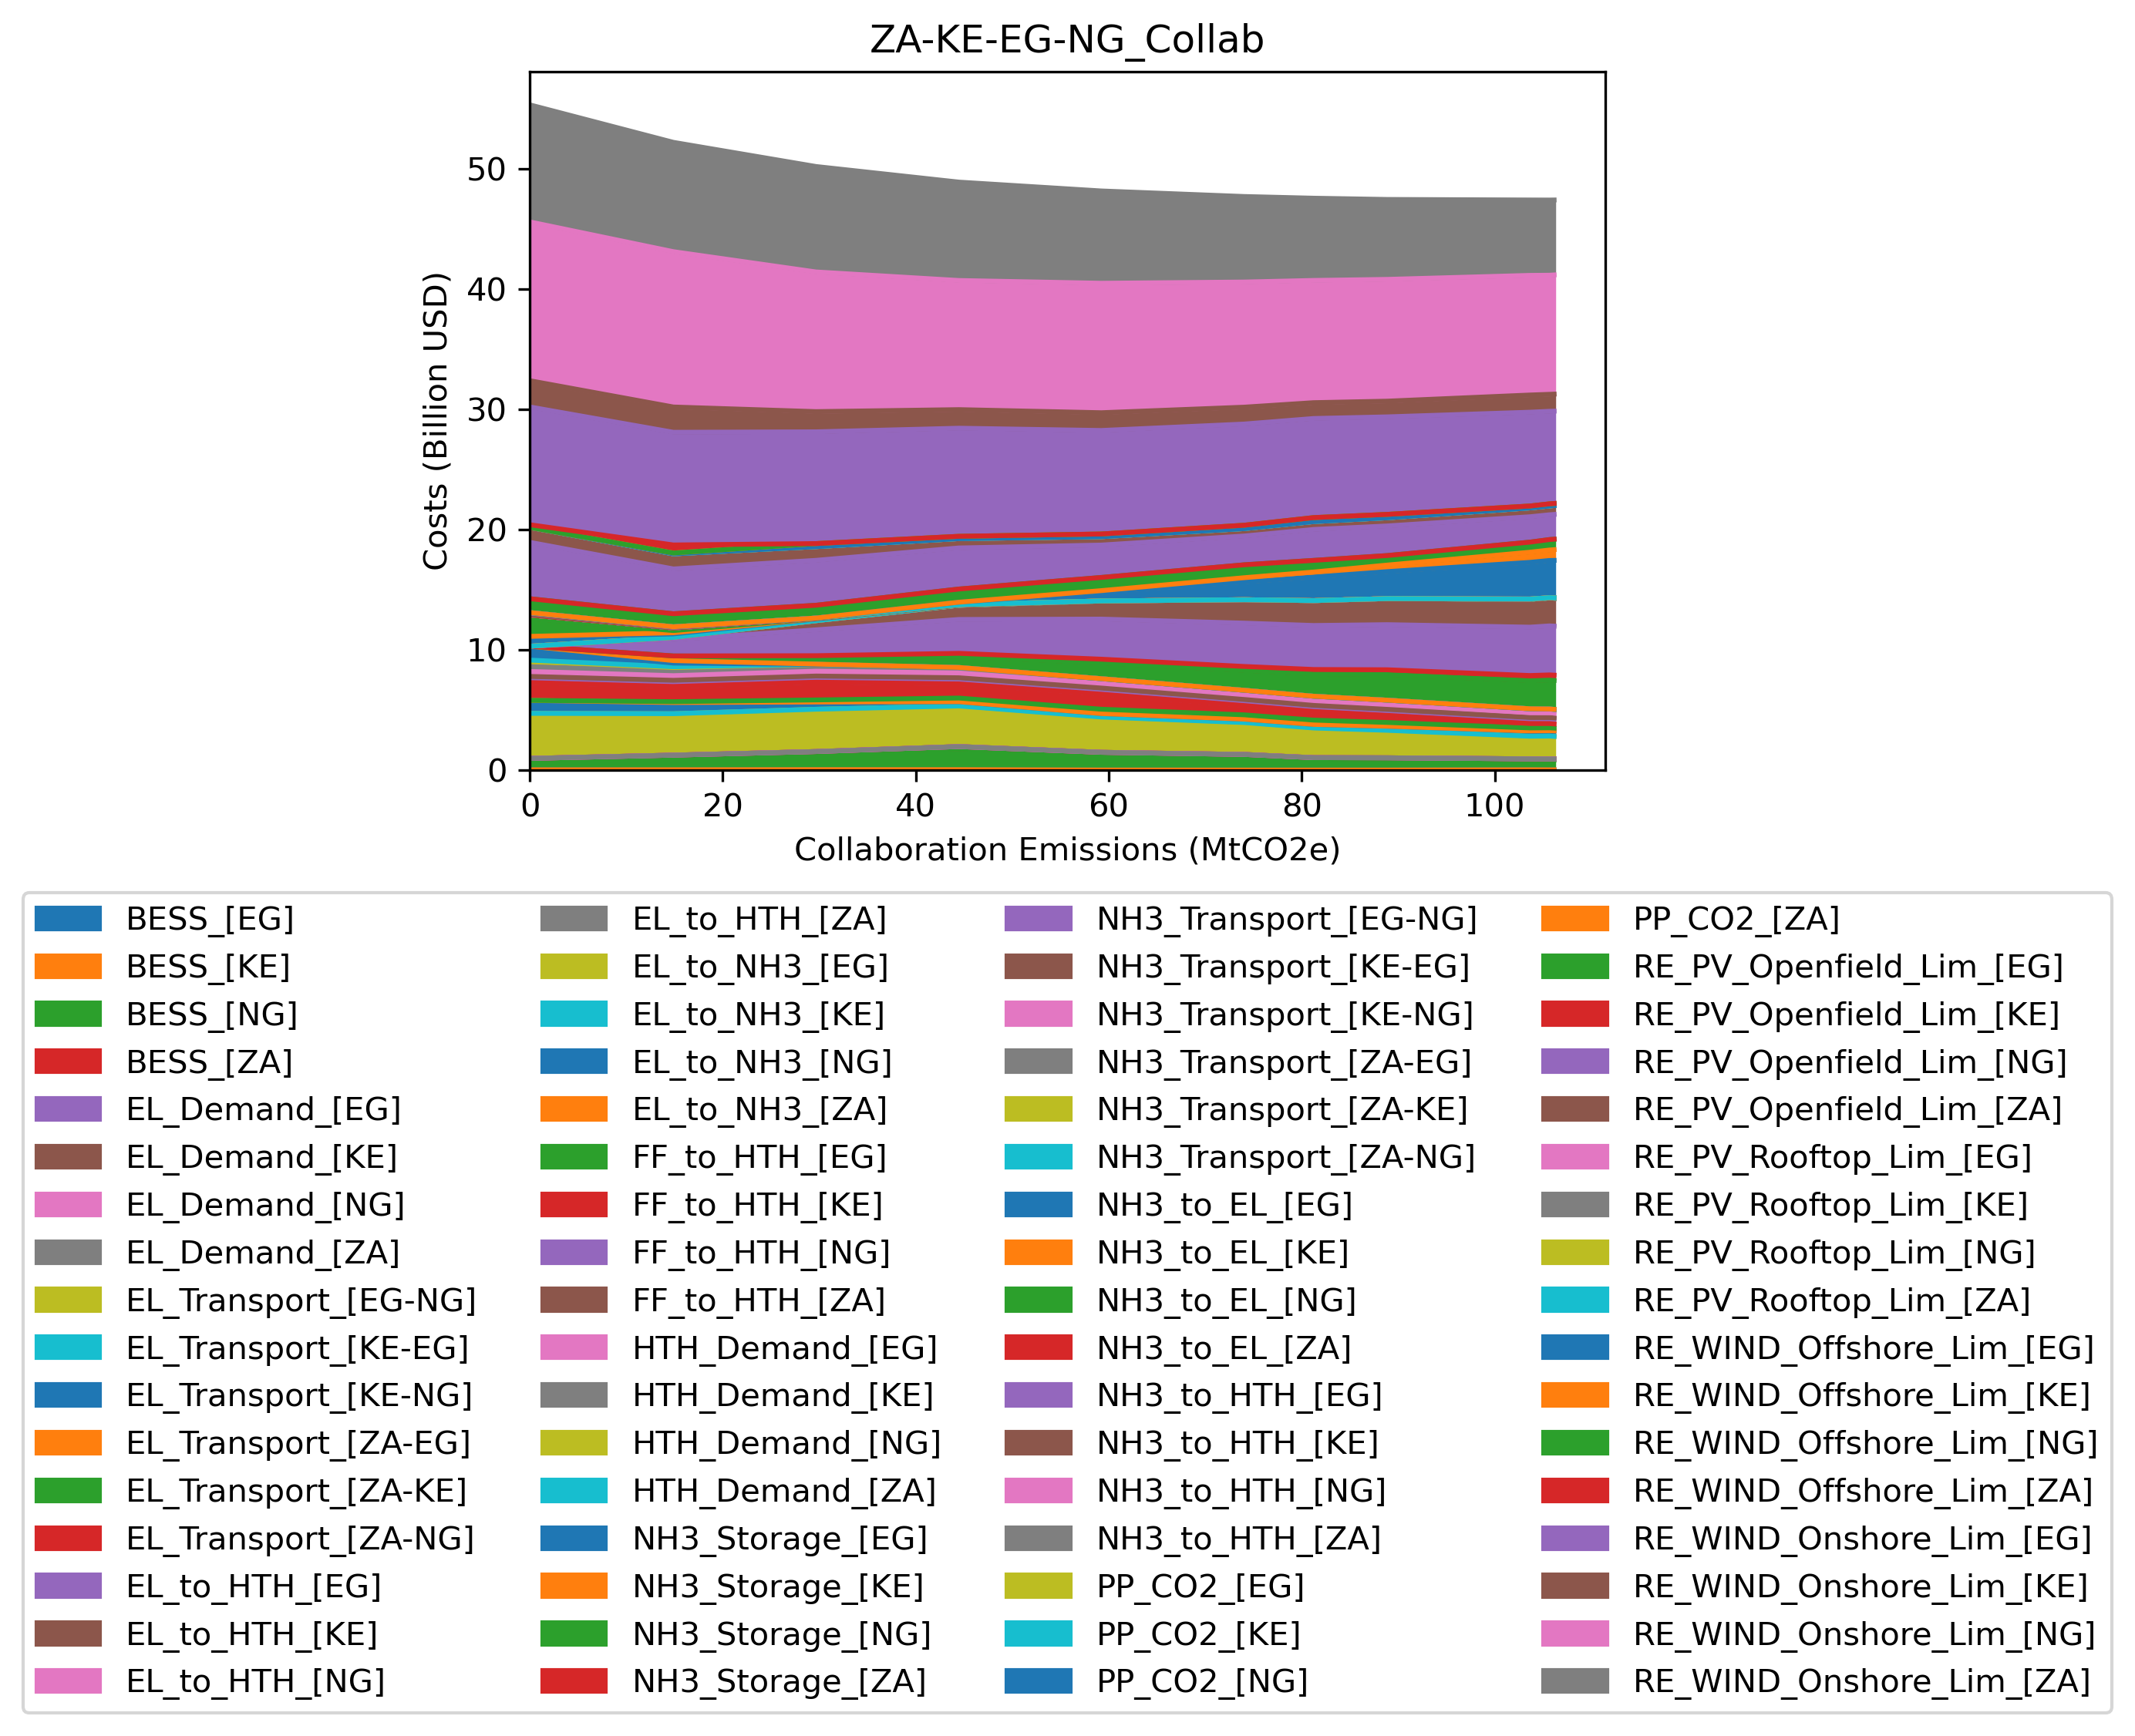 ZA-KE-EG-NG_Collab
Costs (Billion USD)
50
40
30
20
10
0
0 20 40 60 80 100
Collaboration Emissions (MtCO2e)
BESS_[EG]
BESS_[KE]
BESS_[NG]
BESS_[ZA]
EL_Demand_[EG]
EL_Demand_[KE]
EL_Demand_[NG]
EL_Demand_[ZA]
EL_Transport_[EG-NG]
EL_Transport_[KE-EG]
EL_Transport_[KE-NG]
EL_Transport_[ZA-EG]
EL_Transport_[ZA-KE]
EL_Transport_[ZA-NG]
EL_to_HTH_[EG]
EL_to_HTH_[KE]
EL_to_HTH_[NG]
EL_to_HTH_[ZA]
EL_to_NH3_[EG]
EL_to_NH3_[KE]
EL_to_NH3_[NG]
EL_to_NH3_[ZA]
FF_to_HTH_[EG]
FF_to_HTH_[KE]
FF_to_HTH_[NG]
FF_to_HTH_[ZA]
HTH_Demand_[EG]
HTH_Demand_[KE]
HTH_Demand_[NG]
HTH_Demand_[ZA]
NH3_Storage_[EG]
NH3_Storage_[KE]
NH3_Storage_[NG]
NH3_Storage_[ZA]
NH3_Transport_[EG-NG]
NH3_Transport_[KE-EG]
NH3_Transport_[KE-NG]
NH3_Transport_[ZA-EG]
NH3_Transport_[ZA-KE]
NH3_Transport_[ZA-NG]
NH3_to_EL_[EG]
NH3_to_EL_[KE]
NH3_to_EL_[NG]
NH3_to_EL_[ZA]
NH3_to_HTH_[EG]
NH3_to_HTH_[KE]
NH3_to_HTH_[NG]
NH3_to_HTH_[ZA]
PP_CO2_[EG]
PP_CO2_[KE]
PP_CO2_[NG]
PP_CO2_[ZA]
RE_PV_Openfield_Lim_[EG]
RE_PV_Openfield_Lim_[KE]
RE_PV_Openfield_Lim_[NG]
RE_PV_Openfield_Lim_[ZA]
RE_PV_Rooftop_Lim_[EG]
RE_PV_Rooftop_Lim_[KE]
RE_PV_Rooftop_Lim_[NG]
RE_PV_Rooftop_Lim_[ZA]
RE_WIND_Offshore_Lim_[EG]
RE_WIND_Offshore_Lim_[KE]
RE_WIND_Offshore_Lim_[NG]
RE_WIND_Offshore_Lim_[ZA]
RE_WIND_Onshore_Lim_[EG]
RE_WIND_Onshore_Lim_[KE]
RE_WIND_Onshore_Lim_[NG]
RE_WIND_Onshore_Lim_[ZA]